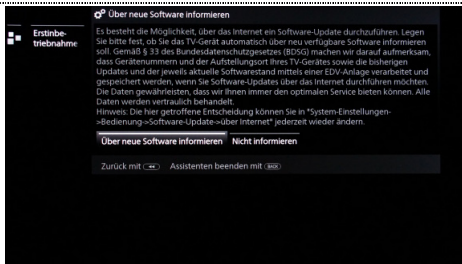 Über neue Software informieren
Erstinbe-
triebnahme
Es besteht die Möglichkeit, über das Internet ein Software-Update durchzuführen. Legen
Sie bitte fest, ob Sie das TV-Gerät automatisch über neu verfügbare Software informieren
soll. Gemäß § 33 des Bundesdatenschutzgesetzes (BDSG) machen wir darauf aufmerksam,
dass Gerätenummern und der Aufstellungsort Ihres TV-Gerätes sowie die bisherigen
Updates und der jeweils aktuelle Softwarestand mittels einer EDV-Anlage verarbeitet und
gespeichert werden, wenn Sie Software-Updates über das Internet durchführen möchten.
Die Daten gewährleisten, dass wir Ihnen immer den optimalen Service bieten können. Alle
Daten werden vertraulich behandelt.
Hinweis: Die hier getroffene Entscheidung können Sie in "System-Einstellungen-
>Bedienung->Software-Update->über Internet" jederzeit wieder ändern.
Über neue Software informieren Nicht informieren
Zurück mit Assistenten beenden mit BACK